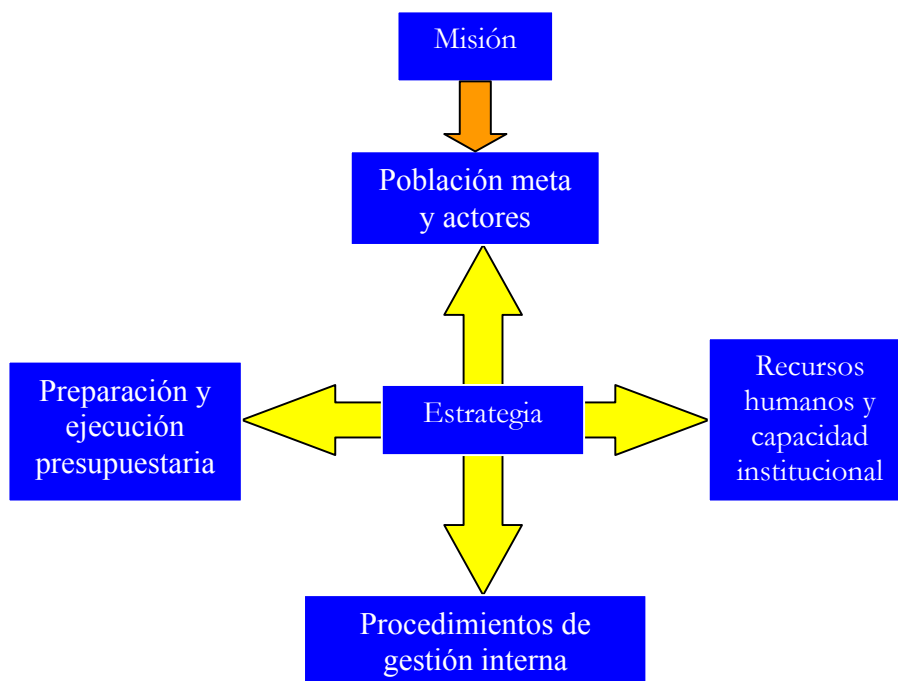 Misión
Población meta
y actores
Preparación y
ejecución
presupuestaria
Estrategia
Recursos
humanos y
capacidad
institucional
Procedimientos de
gestión interna